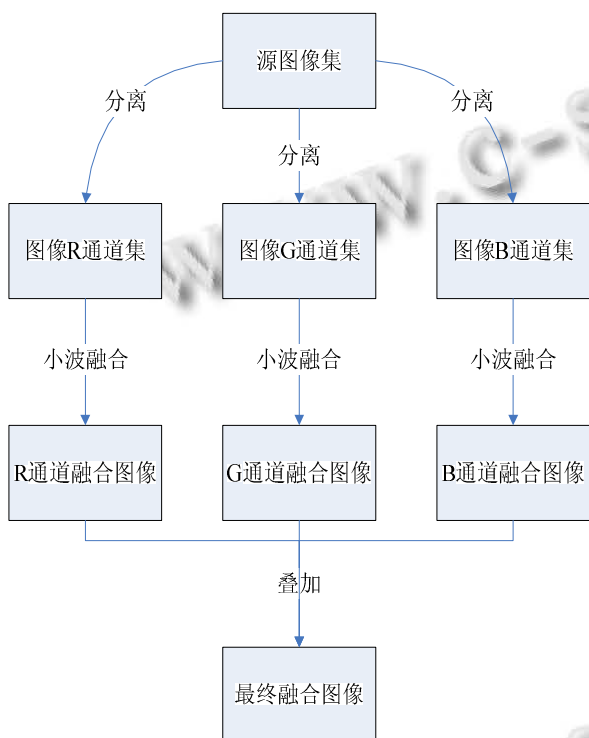 源图像集
分离
分离
分离
图像R通道集
图像G通道集
图像B通道集
小波融合
小波融合
小波融合
R通道融合图像
G通道融合图像
B通道融合图像
叠加
最终融合图像